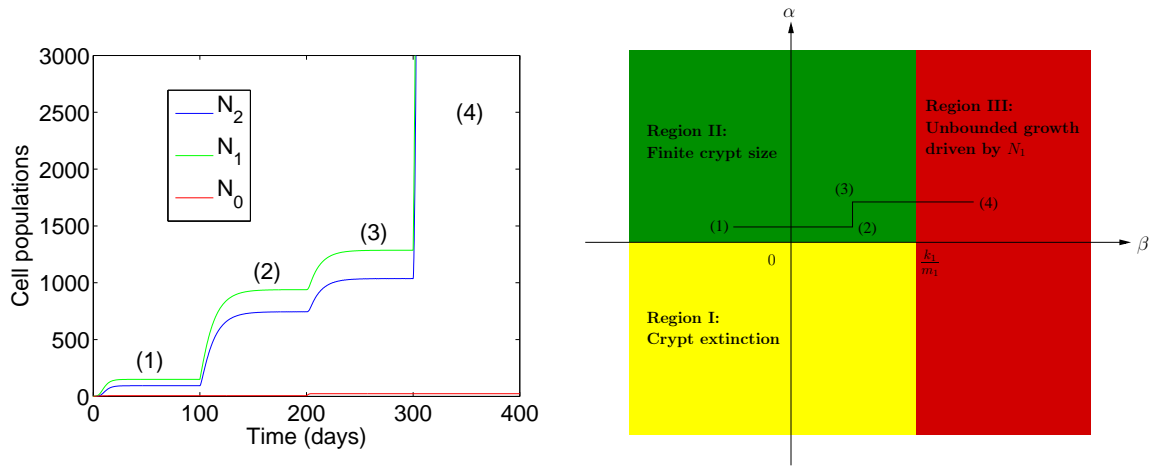 3000
2500
2000
1500
1000
500
0
Cell populations
N₂
N₁
N₀
(1)
(2)
(3)
(4)
0 100 200 300 400
Time (days)
α
Region II:
Finite crypt size
Region III:
Unbounded growth
driven by N₁
(3)
(1) (2) (4)
0
k₁/m₁
β
Region I:
Crypt extinction